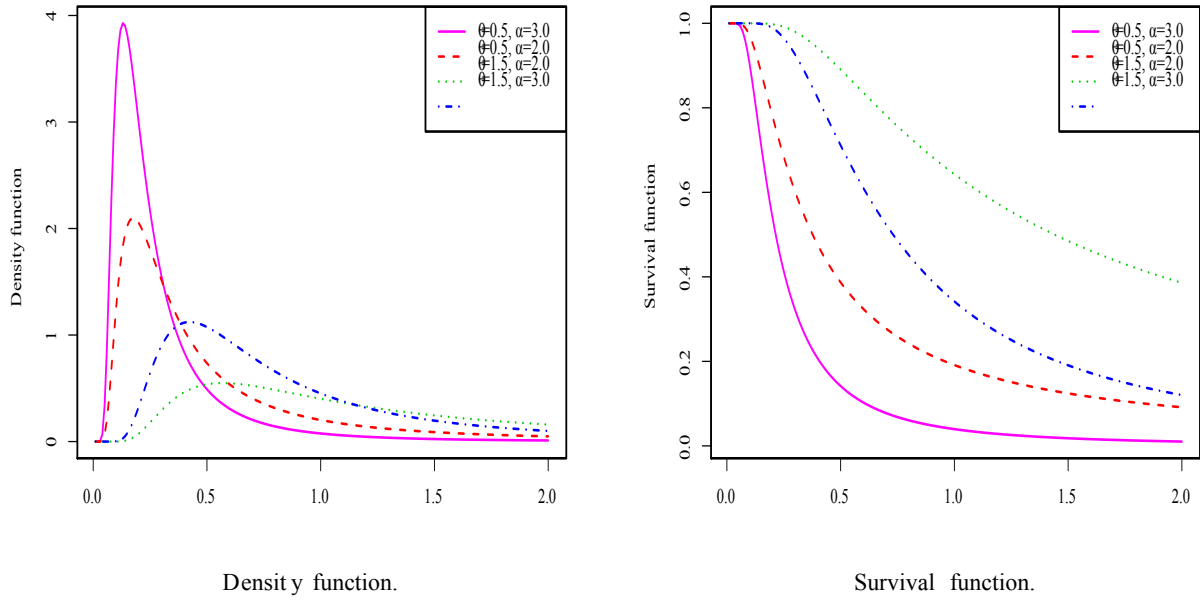 θ=0.5, α=3.0
θ=0.5, α=2.0
θ=1.5, α=2.0
θ=1.5, α=3.0
Density function
0
1
2
3
4
0.0 0.5 1.0 1.5 2.0
Densit y function.
θ=0.5, α=3.0
θ=0.5, α=2.0
θ=1.5, α=2.0
θ=1.5, α=3.0
Survival function
0.0
0.2
0.4
0.6
0.8
1.0
0.0 0.5 1.0 1.5 2.0
Survival function.